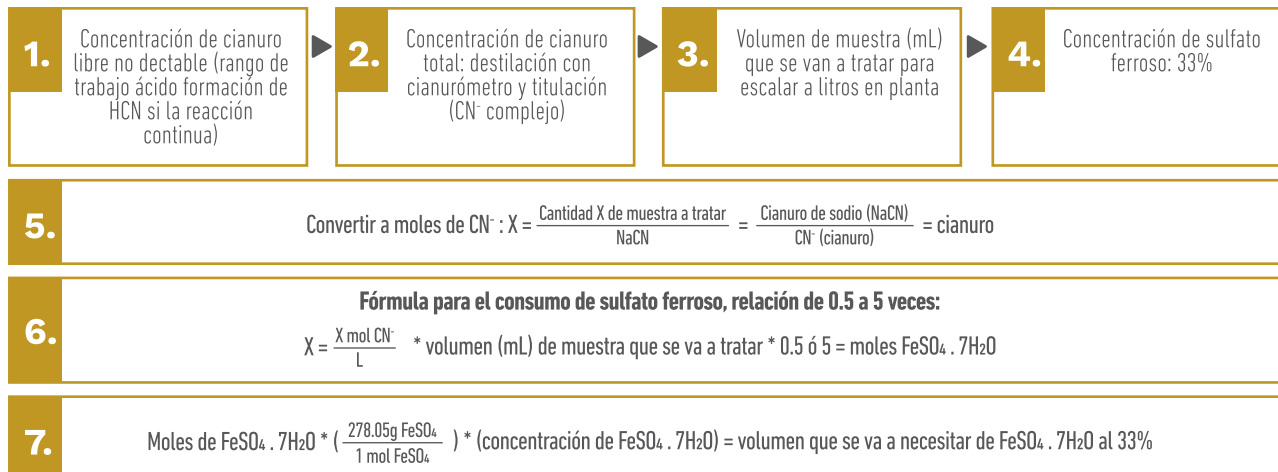 1.
Concentración de cianuro
libre no dectable (rango de
trabajo ácido formación de
HCN si la reacción
continua)
2.
Concentración de cianuro
total: destilación con
cianurómetro y titulación
(CN⁻ complejo)
3.
Volumen de muestra (mL)
que se van a tratar para
escalar a litros en planta
4.
Concentración de sulfato
ferroso: 33%
5.
Convertir a moles de CN⁻ : X = Cantidad X de muestra a tratar / NaCN = Cianuro de sodio (NaCN) / CN⁻ (cianuro) = cianuro
6.
Fórmula para el consumo de sulfato ferroso, relación de 0.5 a 5 veces:
X = X mol CN⁻ / L * volumen (mL) de muestra que se va a tratar * 0.5 ó 5 = moles FeSO₄ . 7H₂O
7.
Moles de FeSO₄ . 7H₂O * ( 278.05g FeSO₄ / 1 mol FeSO₄ ) * (concentración de FeSO₄ . 7H₂O) = volumen que se va a necesitar de FeSO₄ . 7H₂O al 33%